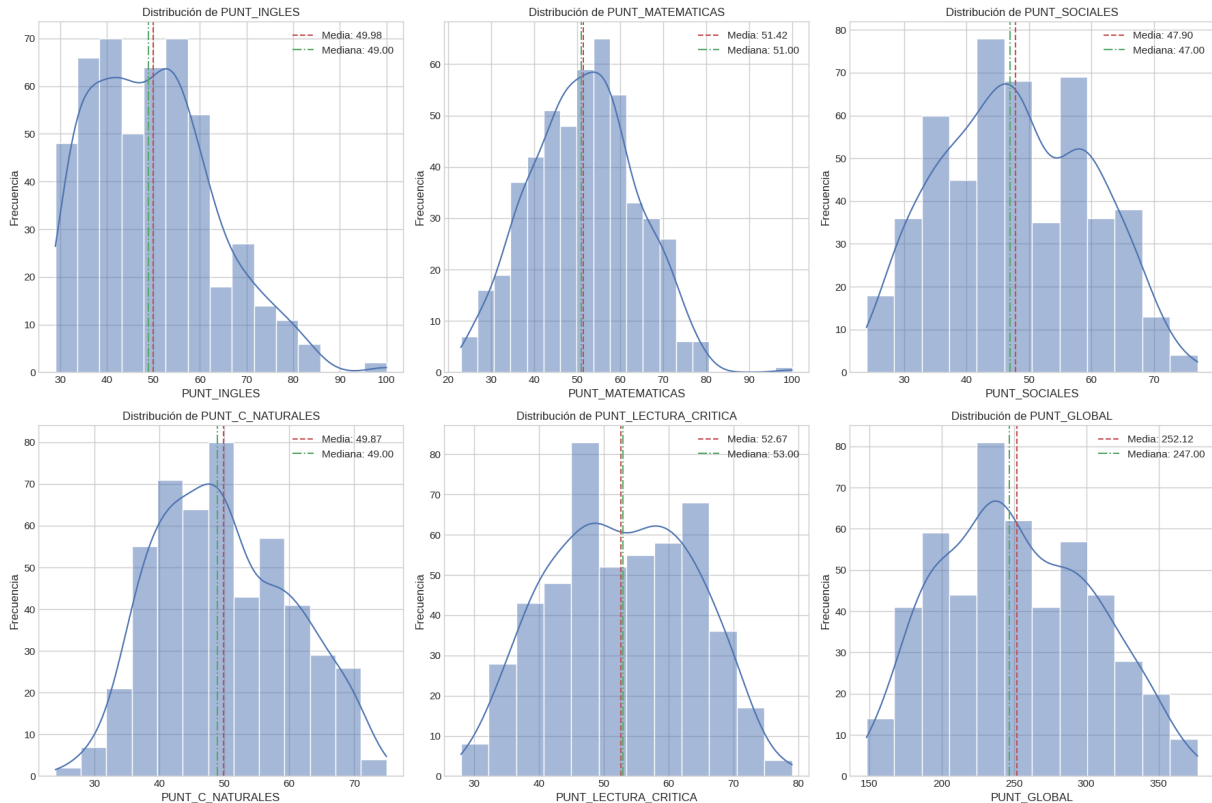 Distribución de PUNT_INGLES
Media: 49.98
Mediana: 49.00
Frecuencia
70
60
50
40
30
20
10
0
30 40 50 60 70 80 90 100
PUNT_INGLES
Distribución de PUNT_MATEMATICAS
Media: 51.42
Mediana: 51.00
Frecuencia
60
50
40
30
20
10
0
20 40 60 80 100
PUNT_MATEMATICAS
Distribución de PUNT_SOCIALES
Media: 47.90
Mediana: 47.00
Frecuencia
80
70
60
50
40
30
20
10
0
30 40 50 60 70
PUNT_SOCIALES
Distribución de PUNT_C_NATURALES
Media: 49.87
Mediana: 49.00
Frecuencia
80
70
60
50
40
30
20
10
0
30 40 50 60 70
PUNT_C_NATURALES
Distribución de PUNT_LECTURA_CRITICA
Media: 52.67
Mediana: 53.00
Frecuencia
80
70
60
50
40
30
20
10
0
30 40 50 60 70 80
PUNT_LECTURA_CRITICA
Distribución de PUNT_GLOBAL
Media: 252.12
Mediana: 247.00
Frecuencia
80
70
60
50
40
30
20
10
0
150 200 250 300 350
PUNT_GLOBAL